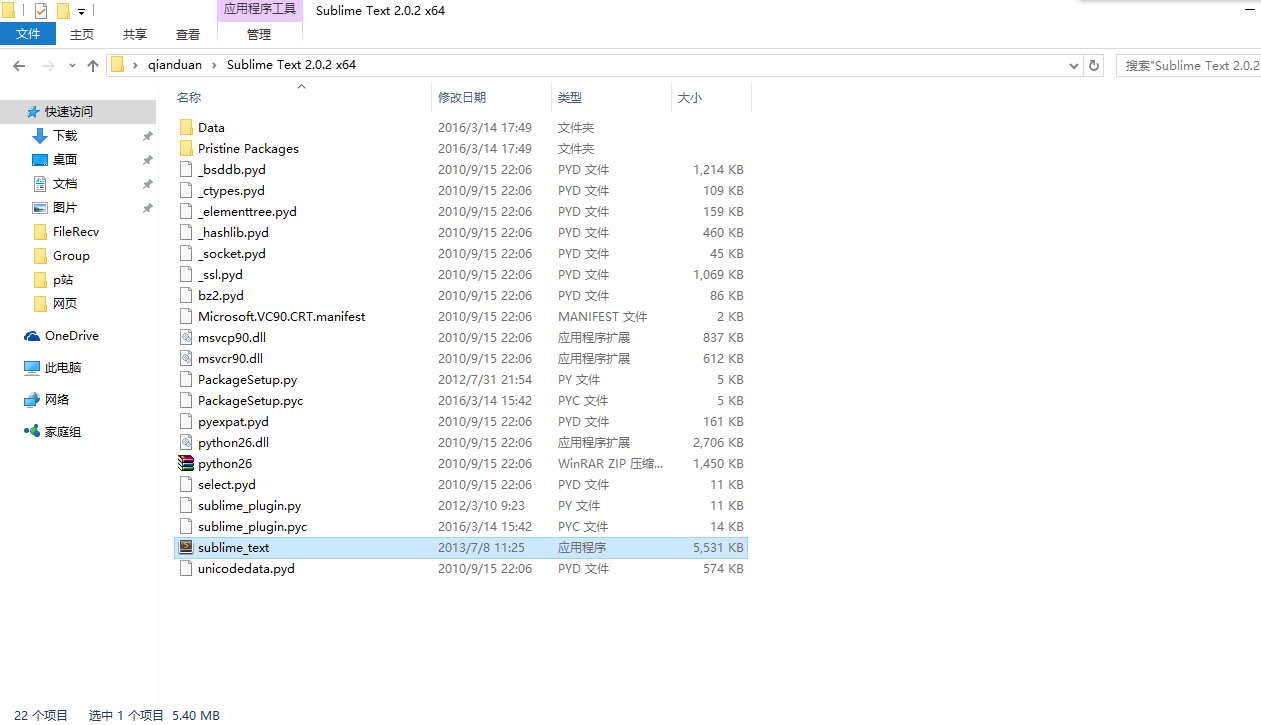 应用程序工具 Sublime Text 2.0.2 x64
文件 主页 共享 查看 管理
qianduan Sublime Text 2.0.2 x64 搜索"Sublime Text 2.0.2
名称 修改日期 类型 大小
快速访问
下载
桌面
文档
图片
FileRecv
Group
p站
网页
OneDrive
此电脑
网络
家庭组
Data 2016/3/14 17:49 文件夹
Pristine Packages 2016/3/14 17:49 文件夹
_bsddb.pyd 2010/9/15 22:06 PYD 文件 1,214 KB
_ctypes.pyd 2010/9/15 22:06 PYD 文件 109 KB
_elementtree.pyd 2010/9/15 22:06 PYD 文件 159 KB
_hashlib.pyd 2010/9/15 22:06 PYD 文件 460 KB
_socket.pyd 2010/9/15 22:06 PYD 文件 45 KB
_ssl.pyd 2010/9/15 22:06 PYD 文件 1,069 KB
bz2.pyd 2010/9/15 22:06 PYD 文件 86 KB
Microsoft.VC90.CRT.manifest 2010/9/15 22:06 MANIFEST 文件 2 KB
msvcp90.dll 2010/9/15 22:06 应用程序扩展 837 KB
msvcr90.dll 2010/9/15 22:06 应用程序扩展 612 KB
PackageSetup.py 2012/7/31 21:54 PY 文件 5 KB
PackageSetup.pyc 2016/3/14 15:42 PYC 文件 5 KB
pyexpat.pyd 2010/9/15 22:06 PYD 文件 161 KB
python26.dll 2010/9/15 22:06 应用程序扩展 2,706 KB
python26 2010/9/15 22:06 WinRAR ZIP 压缩... 1,450 KB
select.pyd 2010/9/15 22:06 PYD 文件 11 KB
sublime_plugin.py 2012/3/10 9:23 PY 文件 11 KB
sublime_plugin.pyc 2016/3/14 15:42 PYC 文件 14 KB
sublime_text 2013/7/8 11:25 应用程序 5,531 KB
unicodedata.pyd 2010/9/15 22:06 PYD 文件 574 KB
22 个项目 选中 1 个项目 5.40 MB